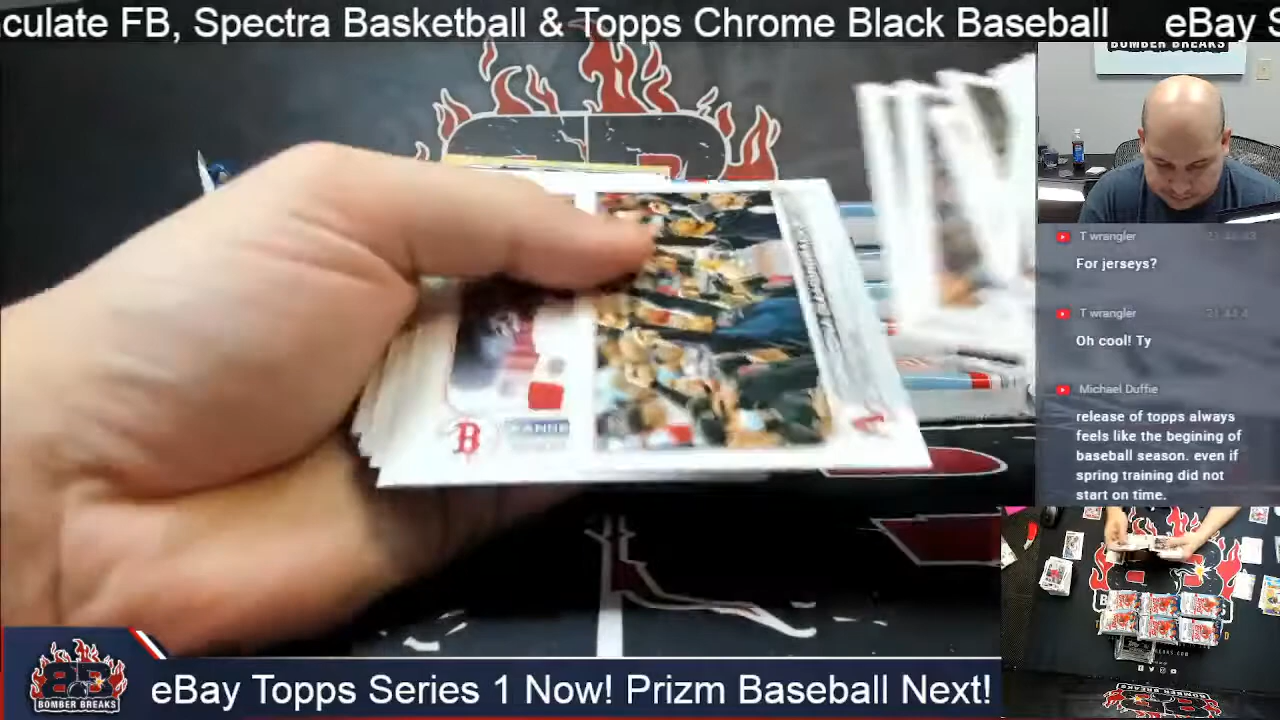 culate FB, Spectra Basketball & Topps Chrome Black Baseball eBay S
BOMBER BREAKS
T wrangler
For jerseys?
T wrangler
Oh cool! Ty
Michael Duffie
release of topps always
feels like the begining of
baseball season. even if
spring training did not
start on time.
B
BOMBER BREAKS
eBay Topps Series 1 Now! Prizm Baseball Next!